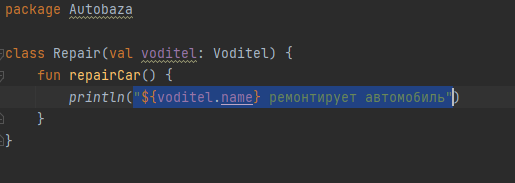 package Autobaza
class Repair(val voditel: Voditel) {
fun repairCar() {
println("${voditel.name} ремонтирует автомобиль")
}
}